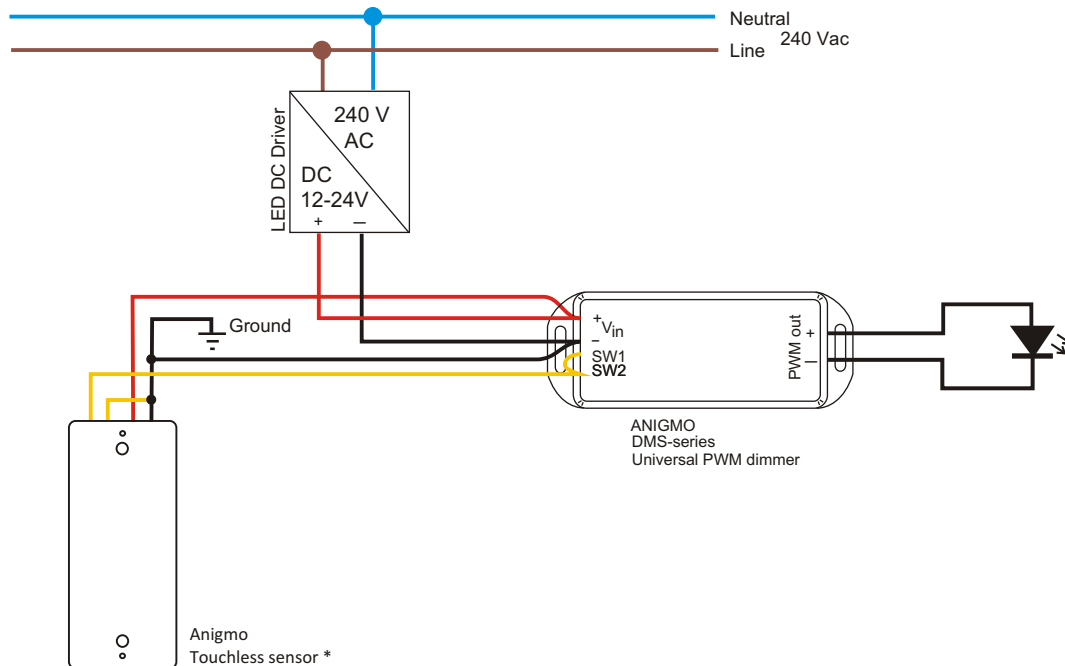 Neutral
240 Vac
Line
LED DC Driver
240 V
AC
DC
12-24V
+ –
Ground
+
Vin
–
SW1
SW2
PWM out
+
–
ANIGMO
DMS-series
Universal PWM dimmer
Anigmo
Touchless sensor *